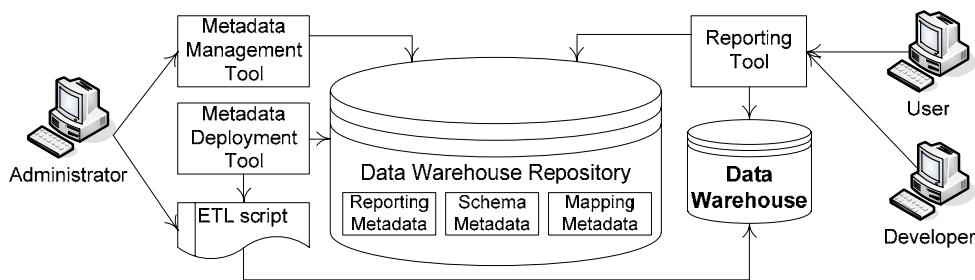 Metadata
Management
Tool
Reporting
Tool
User
Administrator
Metadata
Deployment
Tool
Data Warehouse Repository
Reporting
Metadata
Schema
Metadata
Mapping
Metadata
Data
Warehouse
ETL script
Developer